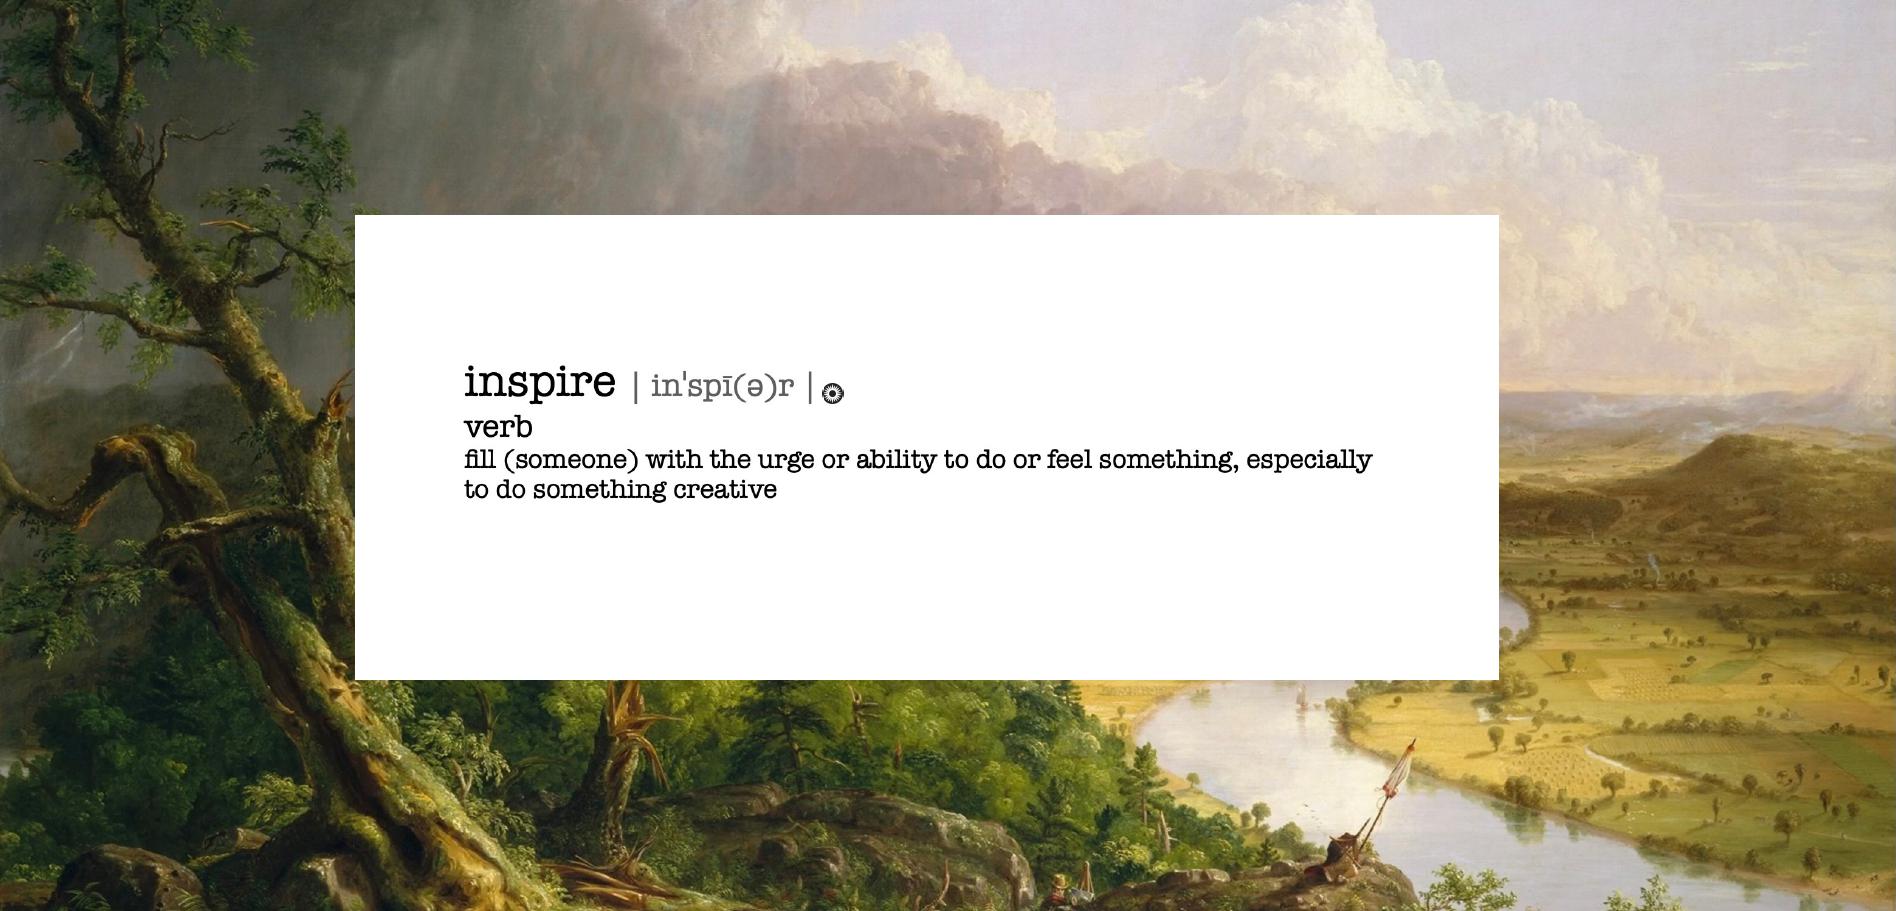 inspire | inˈspī(ə)r |
verb
fill (someone) with the urge or ability to do or feel something, especially
to do something creative